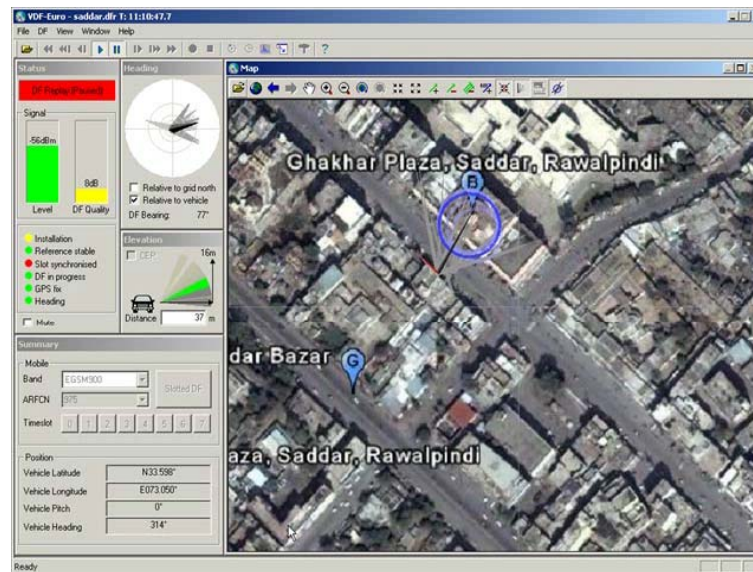 VDF-Euro - saddar.dfr T: 11:10:47.7
File DF View Window Help
Status
DF Replay (Paused)
Signal
-56dBm
8dB
Level DF Quality
Installation
Reference stable
Slot synchronised
DF in progress
GPS fix
Heading
Mute
Heading
Relative to grid north
Relative to vehicle
DF Bearing: 77°
Elevation
CEP
16m
Distance 37 m
Summary
Mobile
Band EGSM900
Slotted DF
ARFCN 975
Timeslot 0 1 2 3 4 5 6 7
Position
Vehicle Latitude N33.598°
Vehicle Longitude E073.050°
Vehicle Pitch 0°
Vehicle Heading 314°
Map
Ghakhar Plaza, Saddar, Rawalpindi
B
dar Bazar
G
aza, Saddar, Rawalpindi
Ready